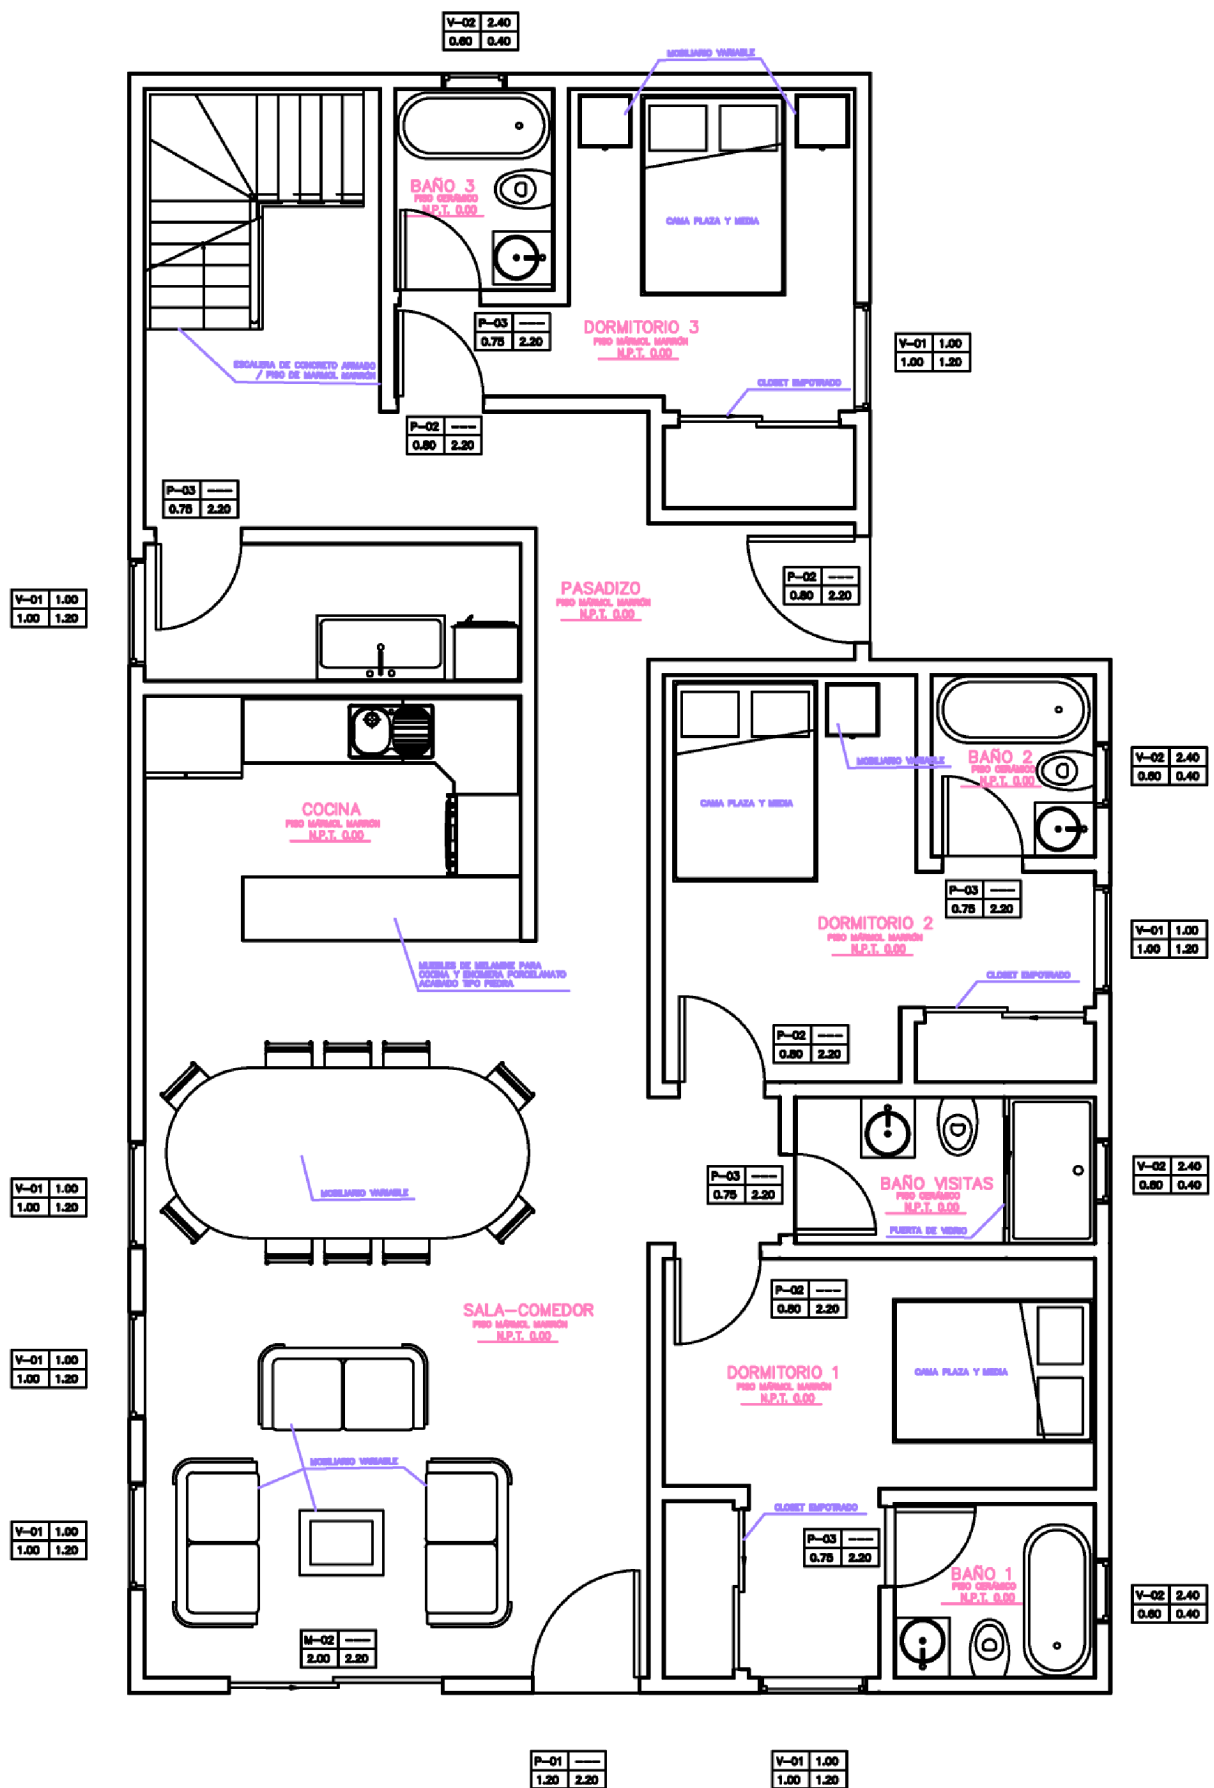 V-02 2.40
0.60 0.40
MOBILIARIO VARIABLE
BAÑO 3
PISO CERÁMICO
N.P.T. 0.00
CAMA PLAZA Y MEDIA
P-03 ----
0.75 2.20
DORMITORIO 3
PISO MÁRMOL MARRÓN
N.P.T. 0.00
V-01 1.00
1.00 1.20
ESCALERA DE CONCRETO ARMADO
/ PISO DE MARMOL MARRÓN
CLOSET EMPOTRADO
P-02 ----
0.80 2.20
P-03 ----
0.75 2.20
PASADIZO
PISO MÁRMOL MARRÓN
N.P.T. 0.00
P-02 ----
0.80 2.20
V-01 1.00
1.00 1.20
BAÑO 2
PISO CERÁMICO
N.P.T. 0.00
MOBILIARIO VARIABLE
V-02 2.40
0.60 0.40
COCINA
PISO MÁRMOL MARRÓN
N.P.T. 0.00
CAMA PLAZA Y MEDIA
P-03 ----
0.75 2.20
DORMITORIO 2
PISO MÁRMOL MARRÓN
N.P.T. 0.00
V-01 1.00
1.00 1.20
MUEBLES DE MELAMINE PARA
COCINA Y ENCIMERA PORCELANATO
ACABADO TIPO PIEDRA
CLOSET EMPOTRADO
P-02 ----
0.80 2.20
V-01 1.00
1.00 1.20
MOBILIARIO VARIABLE
P-03 ----
0.75 2.20
BAÑO VISITAS
PISO CERÁMICO
N.P.T. 0.00
PUERTA DE VIDRIO
V-02 2.40
0.60 0.40
SALA-COMEDOR
PISO MÁRMOL MARRÓN
N.P.T. 0.00
P-02 ----
0.80 2.20
V-01 1.00
1.00 1.20
DORMITORIO 1
PISO MÁRMOL MARRÓN
N.P.T. 0.00
CAMA PLAZA Y MEDIA
MOBILIARIO VARIABLE
CLOSET EMPOTRADO
V-01 1.00
1.00 1.20
P-03 ----
0.75 2.20
BAÑO 1
PISO CERÁMICO
N.P.T. 0.00
V-02 2.40
0.60 0.40
M-02 ----
2.00 2.20
P-01 ----
1.20 2.20
V-01 1.00
1.00 1.20